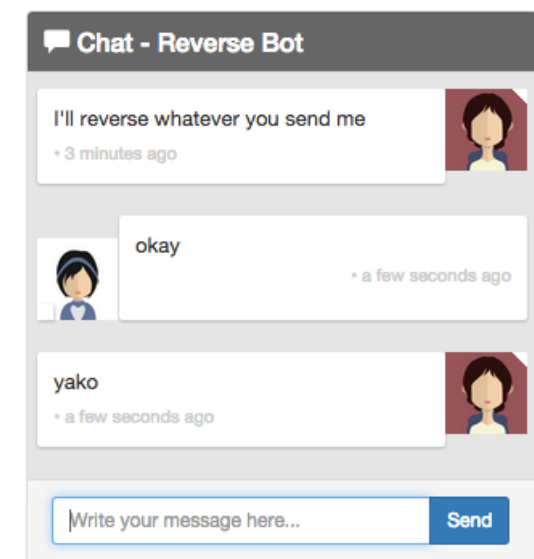 Chat - Reverse Bot
I'll reverse whatever you send me
• 3 minutes ago
okay
• a few seconds ago
yako
• a few seconds ago
Write your message here...
Send